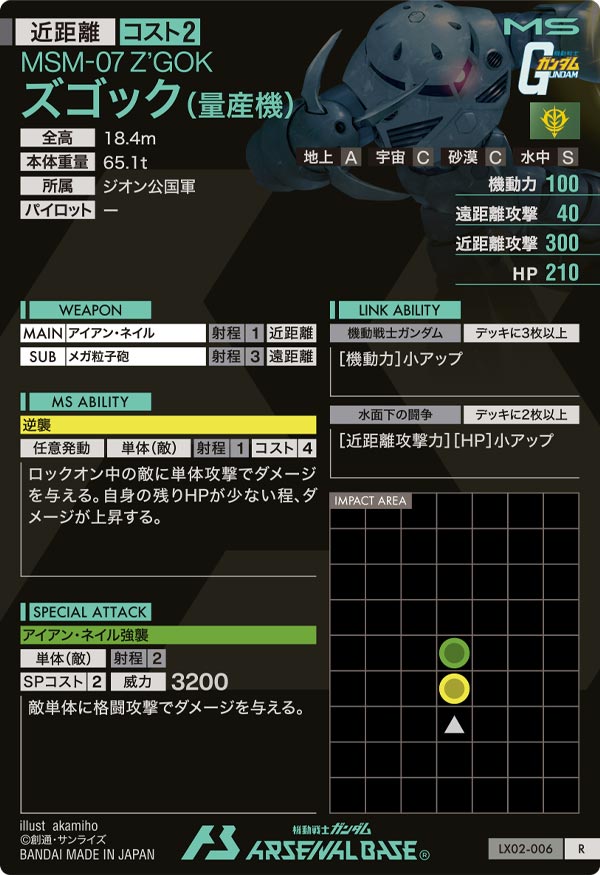 近距離 コスト2
MS
MSM-07 Z'GOK
機動戦士
ガンダム
GUNDAM
ズゴック(量産機)
全高 18.4m
本体重量 65.1t
所属 ジオン公国軍
パイロット ー
地上 A 宇宙 C 砂漠 C 水中 S
機動力 100
遠距離攻撃 40
近距離攻撃 300
HP 210
WEAPON
MAIN アイアン・ネイル 射程 1 近距離
SUB メガ粒子砲 射程 3 遠距離
MS ABILITY
逆襲
任意発動 単体(敵) 射程 1 コスト 4
ロックオン中の敵に単体攻撃でダメージ
を与える。自身の残りHPが少ない程、ダ
メージが上昇する。
SPECIAL ATTACK
アイアン・ネイル強襲
単体(敵) 射程 2
SPコスト 2 威力 3200
敵単体に格闘攻撃でダメージを与える。
LINK ABILITY
機動戦士ガンダム デッキに3枚以上
[機動力]小アップ
水面下の闘争 デッキに2枚以上
[近距離攻撃力][HP]小アップ
IMPACT AREA
illust akamiho
©創通・サンライズ
BANDAI MADE IN JAPAN
機動戦士ガンダム
ARSENAL BASE®
LX02-006 R